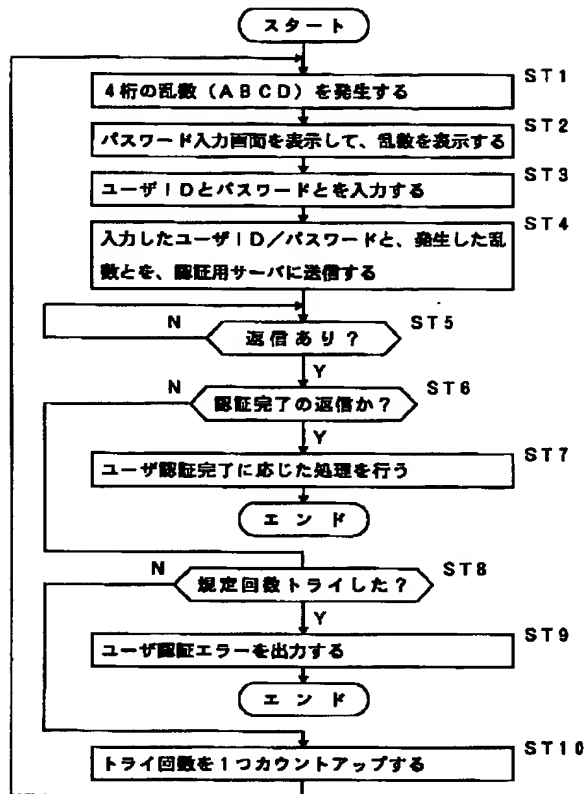 スタート
ST1
4桁の乱数(ABCD)を発生する
ST2
パスワード入力画面を表示して、乱数を表示する
ST3
ユーザIDとパスワードとを入力する
ST4
入力したユーザID/パスワードと、発生した乱
数とを、認証用サーバに送信する
N
ST5
返信あり?
Y
N
ST6
認証完了の返信か?
Y
ST7
ユーザ認証完了に応じた処理を行う
エンド
N
ST8
規定回数トライした?
Y
ST9
ユーザ認証エラーを出力する
エンド
ST10
トライ回数を1つカウントアップする